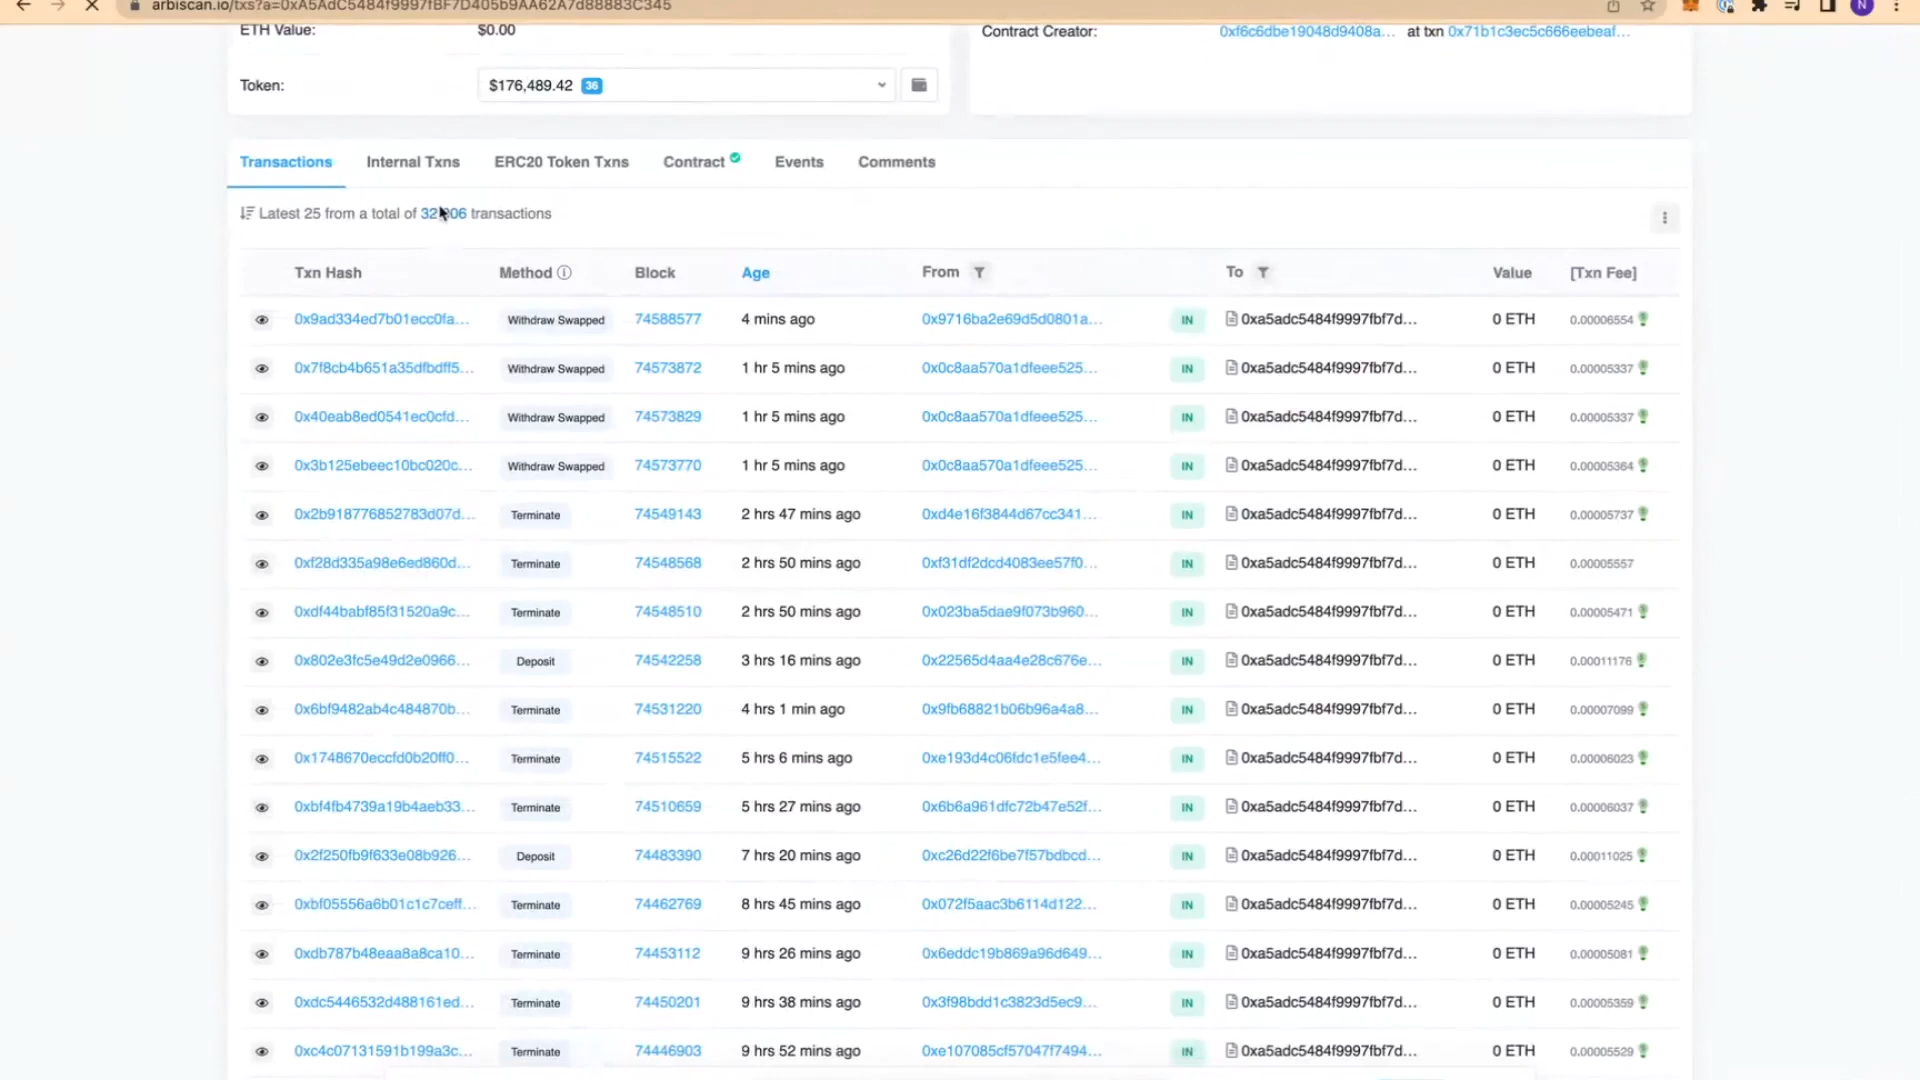 arbiscan.io/txs?a=0xA5AdC5484f9997fBF7D405b9AA62A7d88883C345
N
ETH Value: $0.00
Contract Creator: 0xf6c6dbe19048d9408a... at txn 0x71b1c3ec5c666eebeaf...
Token: $176,489.42 36
Transactions Internal Txns ERC20 Token Txns Contract Events Comments
Latest 25 from a total of transactions
Txn Hash Method Block Age From To Value [Txn Fee]
0x9ad334ed7b01ecc0fa... Withdraw Swapped 74588577 4 mins ago 0x9716ba2e69d5d0801a... IN 0xa5adc5484f9997fbf7d... 0 ETH 0.00006554
0x7f8cb4b651a35dfbdff5... Withdraw Swapped 74573872 1 hr 5 mins ago 0x0c8aa570a1dfeee525... IN 0xa5adc5484f9997fbf7d... 0 ETH 0.00005337
0x40eab8ed0541ec0cfd... Withdraw Swapped 74573829 1 hr 5 mins ago 0x0c8aa570a1dfeee525... IN 0xa5adc5484f9997fbf7d... 0 ETH 0.00005337
0x3b125ebeec10bc020c... Withdraw Swapped 74573770 1 hr 5 mins ago 0x0c8aa570a1dfeee525... IN 0xa5adc5484f9997fbf7d... 0 ETH 0.00005364
0x2b918776852783d07d... Terminate 74549143 2 hrs 47 mins ago 0xd4e16f3844d67cc341... IN 0xa5adc5484f9997fbf7d... 0 ETH 0.00005737
0xf28d335a98e6ed860d... Terminate 74548568 2 hrs 50 mins ago 0xf31df2dcd4083ee57f0... IN 0xa5adc5484f9997fbf7d... 0 ETH 0.00005557
0xdf44babf85f31520a9c... Terminate 74548510 2 hrs 50 mins ago 0x023ba5dae9f073b960... IN 0xa5adc5484f9997fbf7d... 0 ETH 0.00005471
0x802e3fc5e49d2e0966... Deposit 74542258 3 hrs 16 mins ago 0x22565d4aa4e28c676e... IN 0xa5adc5484f9997fbf7d... 0 ETH 0.00011176
0x6bf9482ab4c484870b... Terminate 74531220 4 hrs 1 min ago 0x9fb68821b06b96a4a8... IN 0xa5adc5484f9997fbf7d... 0 ETH 0.00007099
0x1748670eccfd0b20ff0... Terminate 74515522 5 hrs 6 mins ago 0xe193d4c06fdc1e5fee4... IN 0xa5adc5484f9997fbf7d... 0 ETH 0.00006023
0xbf4fb4739a19b4aeb33... Terminate 74510659 5 hrs 27 mins ago 0x6b6a961dfc72b47e52f... IN 0xa5adc5484f9997fbf7d... 0 ETH 0.00006037
0x2f250fb9f633e08b926... Deposit 74483390 7 hrs 20 mins ago 0xc26d22f6be7f57bdbcd... IN 0xa5adc5484f9997fbf7d... 0 ETH 0.00011025
0xbf05556a6b01c1c7ceff... Terminate 74462769 8 hrs 45 mins ago 0x072f5aac3b6114d122... IN 0xa5adc5484f9997fbf7d... 0 ETH 0.00005245
0xdb787b48eaa8a8ca10... Terminate 74453112 9 hrs 26 mins ago 0x6eddc19b869a96d649... IN 0xa5adc5484f9997fbf7d... 0 ETH 0.00005081
0xdc5446532d488161ed... Terminate 74450201 9 hrs 38 mins ago 0x3f98bdd1c3823d5ec9... IN 0xa5adc5484f9997fbf7d... 0 ETH 0.00005359
0xc4c07131591b199a3c... Terminate 74446903 9 hrs 52 mins ago 0xe107085cf57047f7494... IN 0xa5adc5484f9997fbf7d... 0 ETH 0.00005529